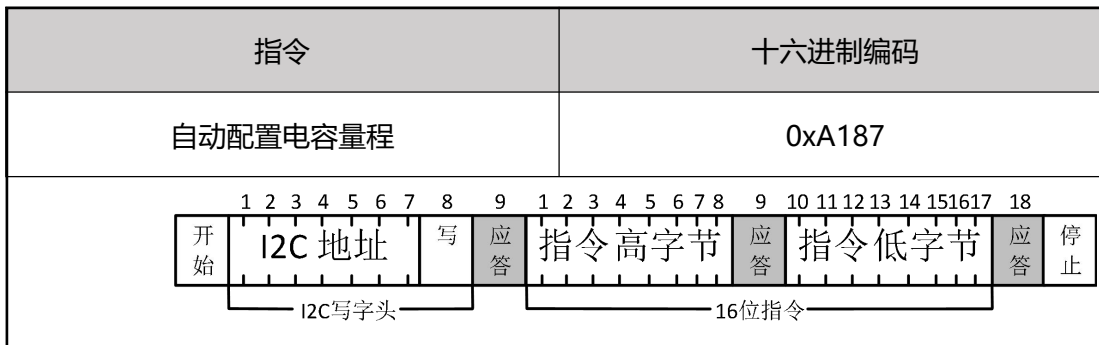 指令 十六进制编码
自动配置电容量程 0xA187
1 2 3 4 5 6 7 8 9 1 2 3 4 5 6 7 8 9 10 11 12 13 14 15 16 17 18
开始 I2C 地址 写 应答 指令高字节 应答 指令低字节 应答 停止
I2C写字头 16位指令